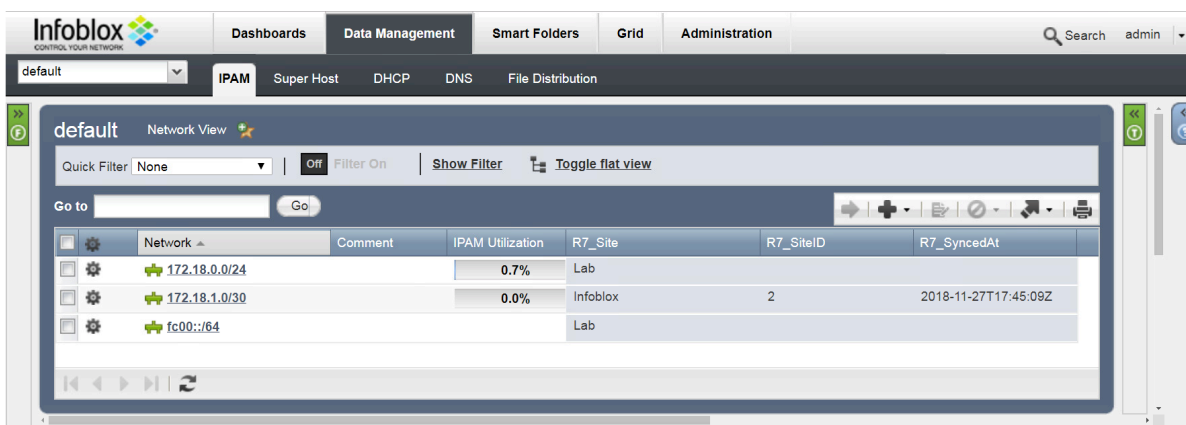 Infoblox
CONTROL YOUR NETWORK
Dashboards Data Management Smart Folders Grid Administration Search admin
default IPAM Super Host DHCP DNS File Distribution
default Network View
Quick Filter None Off Filter On Show Filter Toggle flat view
Go to Go
Network Comment IPAM Utilization R7_Site R7_SiteID R7_SyncedAt
172.18.0.0/24 0.7% Lab
172.18.1.0/30 0.0% Infoblox 2 2018-11-27T17:45:09Z
fc00::/64 Lab